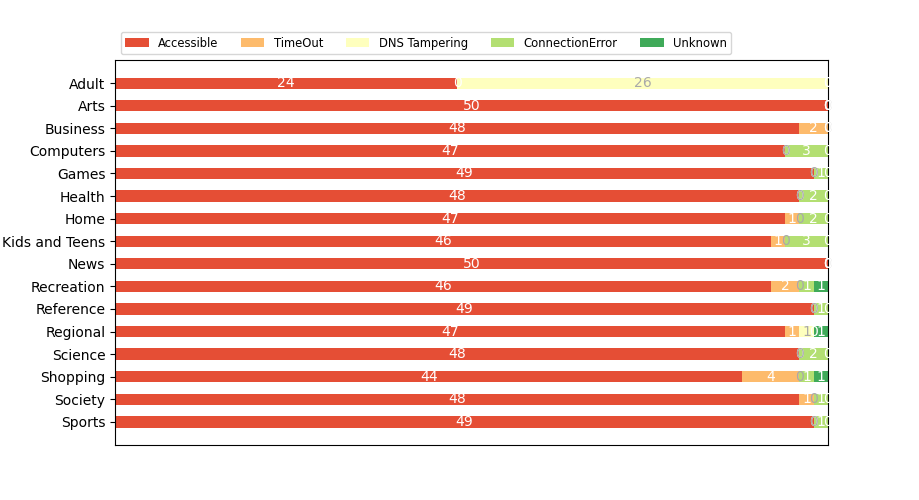 Accessible TimeOut DNS Tampering ConnectionError Unknown
Adult 24 26
Arts 50 0
Business 48 2 0
Computers 47 0 3 0
Games 49 0 1 0
Health 48 0 2 0
Home 47 1 0 2 0
Kids and Teens 46 1 0 3 0
News 50 0
Recreation 46 2 0 1 1
Reference 49 0 1 0
Regional 47 1 1 0 1
Science 48 0 2 0
Shopping 44 4 0 1 1
Society 48 1 0 1 0
Sports 49 0 1 0